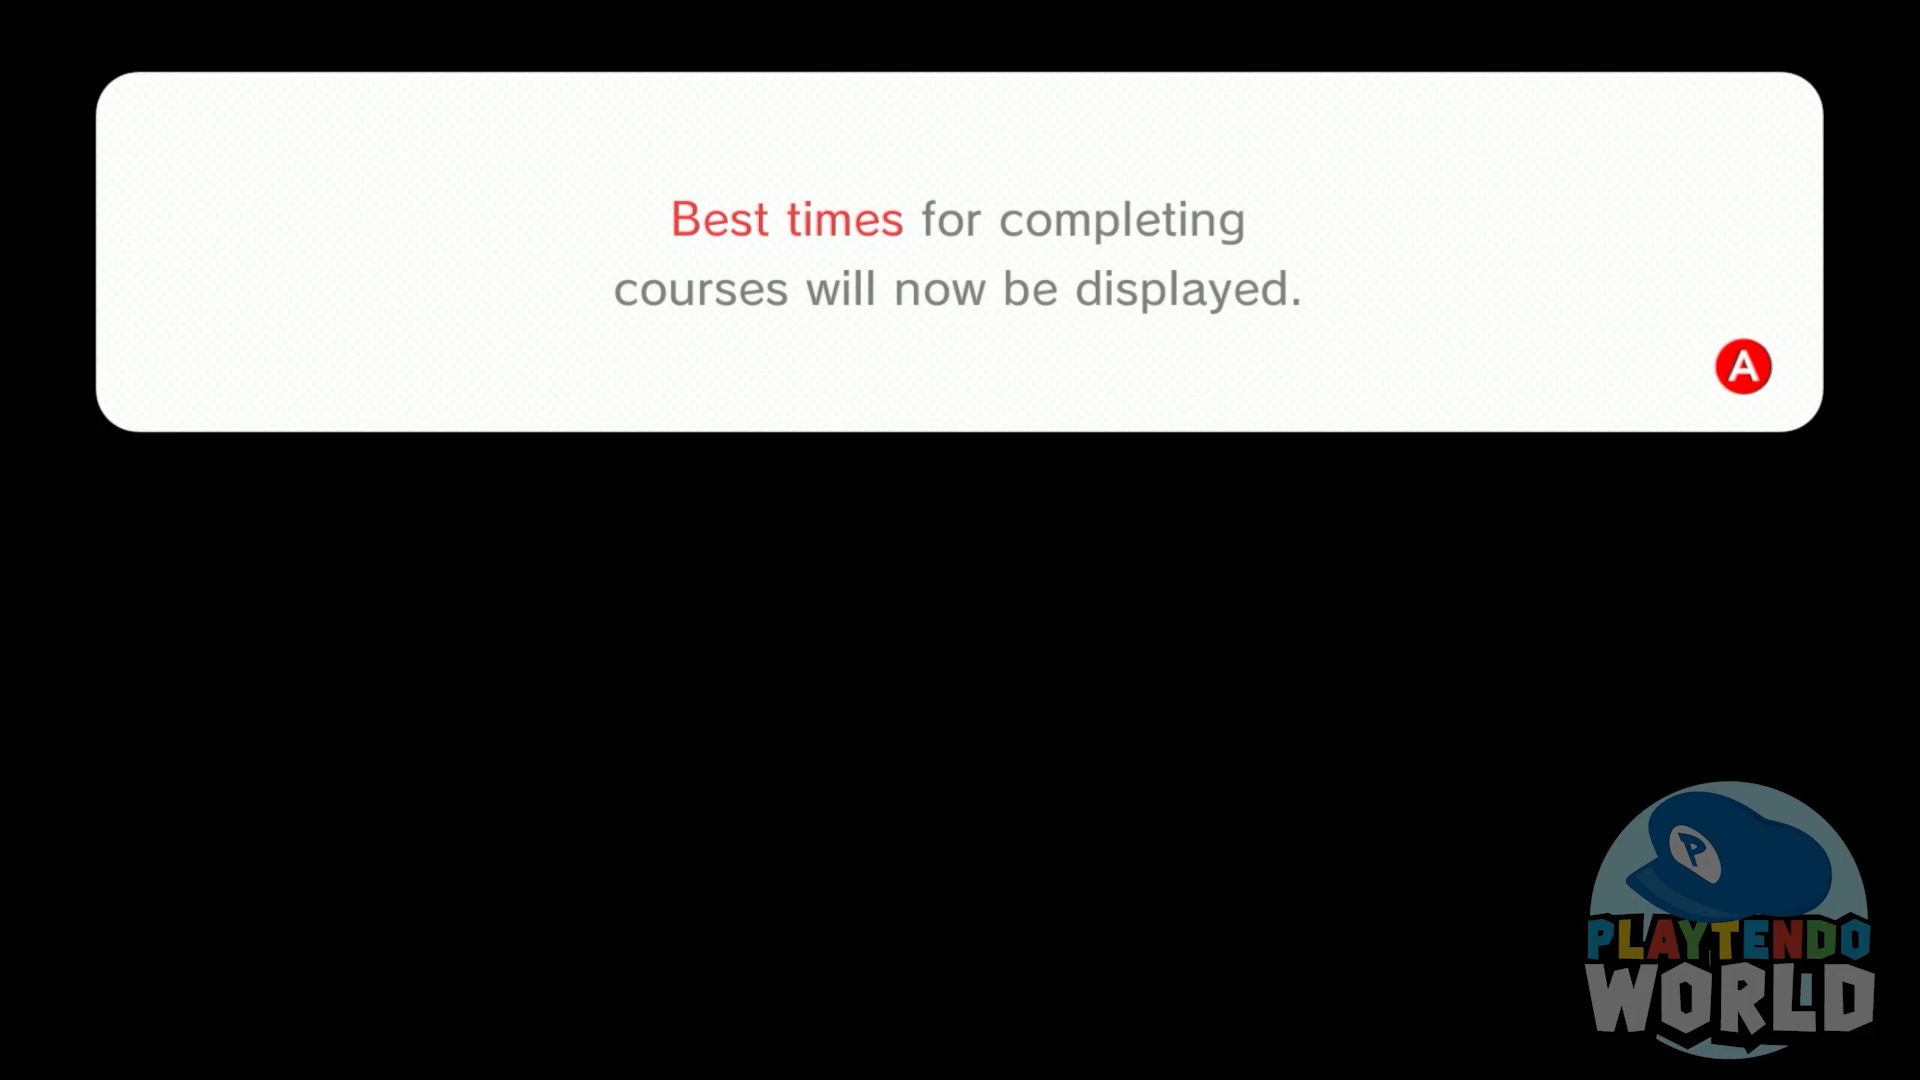 Best times for completing
courses will now be displayed.
A
P
PLAYTENDO
WORLD